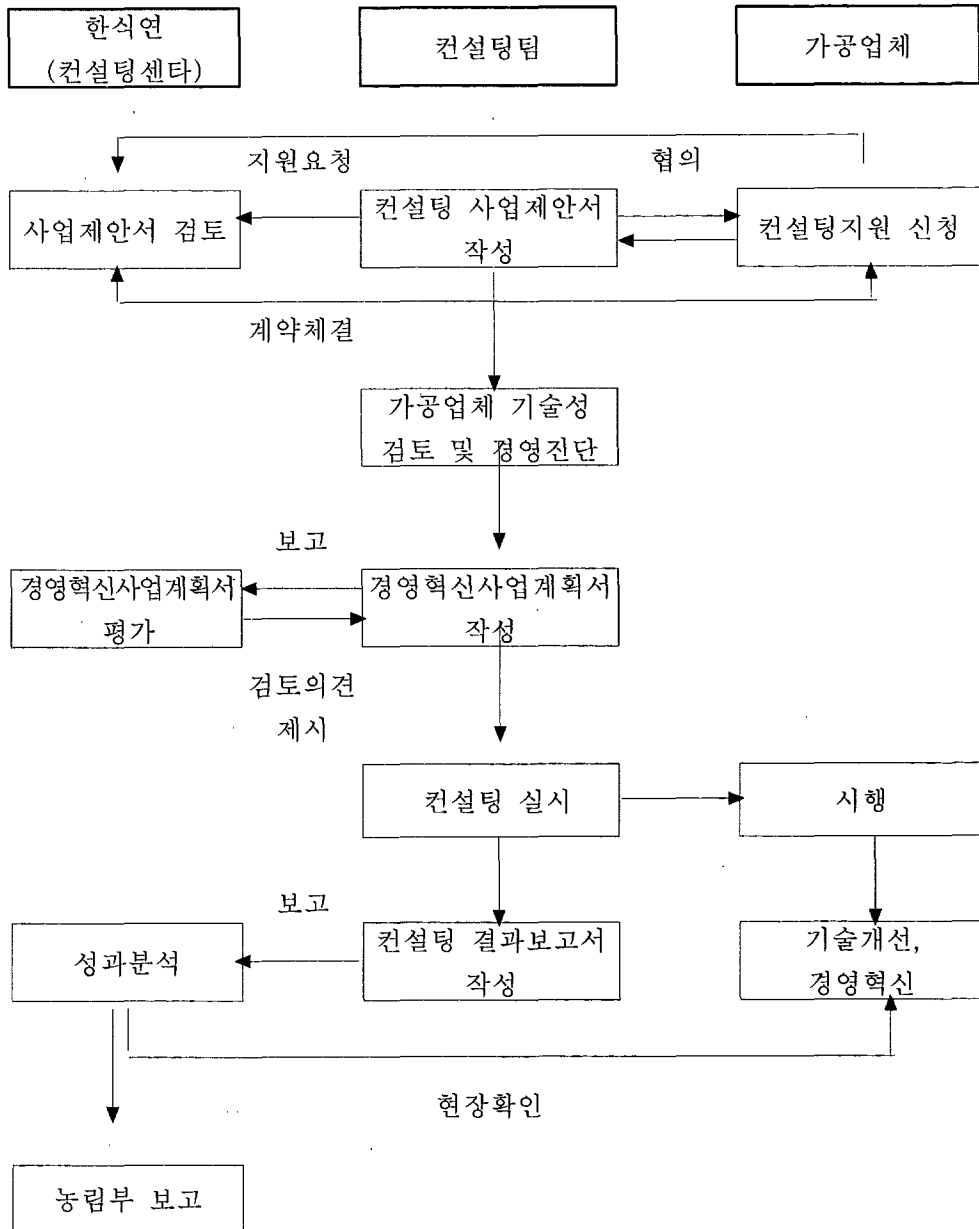 한식연
(컨설팅센타)
컨설팅팀
가공업체
지원요청
협의
사업제안서 검토
컨설팅 사업제안서
작성
컨설팅지원 신청
계약체결
가공업체 기술성
검토 및 경영진단
보고
경영혁신사업계획서
평가
경영혁신사업계획서
작성
검토의견
제시
컨설팅 실시
시행
보고
성과분석
컨설팅 결과보고서
작성
기술개선,
경영혁신
현장확인
농림부 보고